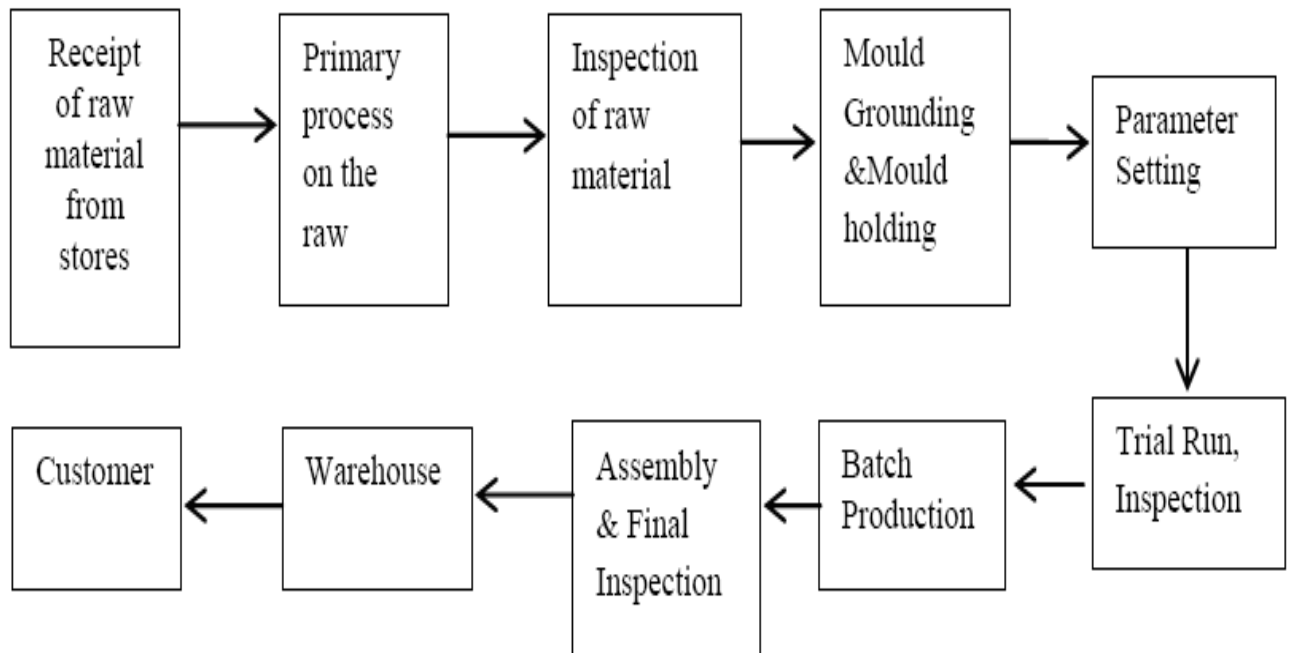 Receipt
of raw
material
from
stores
Primary
process
on the
raw
Inspection
of raw
material
Mould
Grounding
&Mould
holding
Parameter
Setting
Trial Run,
Inspection
Batch
Production
Assembly
& Final
Inspection
Warehouse
Customer